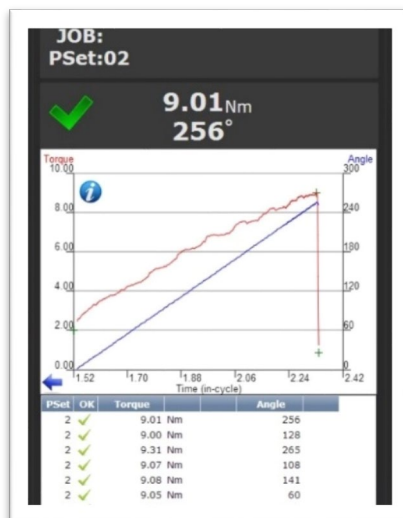 JOB:
PSet:02
9.01Nm
256°
Torque Angle
10.00 300
8.00 240
6.00 180
4.00 120
2.00 60
0.00 0
1.52 1.70 1.88 2.06 2.24 2.42
Time (in-cycle)
PSet OK Torque Angle
2 9.01 Nm 256
2 9.00 Nm 128
2 9.31 Nm 265
2 9.07 Nm 108
2 9.08 Nm 141
2 9.05 Nm 60